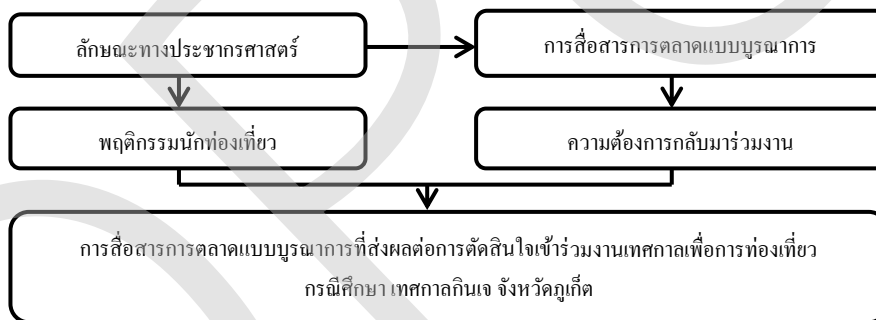 ลักษณะทางประชากรศาสตร์
การสื่อสารการตลาดแบบบูรณาการ
พฤติกรรมนักท่องเที่ยว
ความต้องการกลับมาร่วมงาน
การสื่อสารการตลาดแบบบูรณาการที่ส่งผลต่อการตัดสินใจเข้าร่วมงานเทศกาลเพื่อการท่องเที่ยว
กรณีศึกษา เทศกาลกินเจ จังหวัดภูเก็ต